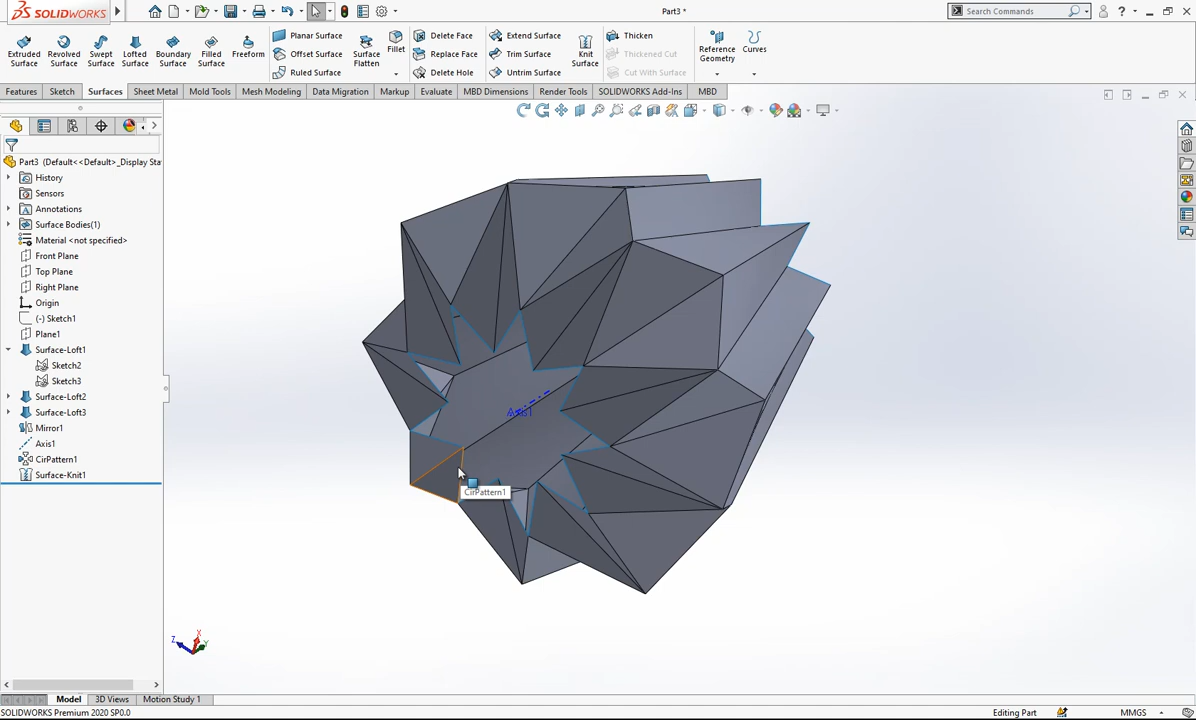 SOLIDWORKS
Part3 *
Search Commands
Extruded Surface
Revolved Surface
Swept Surface
Lofted Surface
Boundary Surface
Filled Surface
Freeform
Planar Surface
Offset Surface
Ruled Surface
Surface Flatten
Fillet
Delete Face
Replace Face
Delete Hole
Extend Surface
Trim Surface
Untrim Surface
Knit Surface
Thicken
Thickened Cut
Cut With Surface
Reference Geometry
Curves
Features
Sketch
Surfaces
Sheet Metal
Mold Tools
Mesh Modeling
Data Migration
Markup
Evaluate
MBD Dimensions
Render Tools
SOLIDWORKS Add-Ins
MBD
Part3 (Default<<Default>_Display Sta
History
Sensors
Annotations
Surface Bodies(1)
Material <not specified>
Front Plane
Top Plane
Right Plane
Origin
(-) Sketch1
Plane1
Surface-Loft1
Sketch2
Sketch3
Surface-Loft2
Surface-Loft3
Mirror1
Axis1
CirPattern1
Surface-Knit1
Axis1
CirPattern1
Z
X
Y
Model
3D Views
Motion Study 1
SOLIDWORKS Premium 2020 SP0.0
Editing Part
MMGS